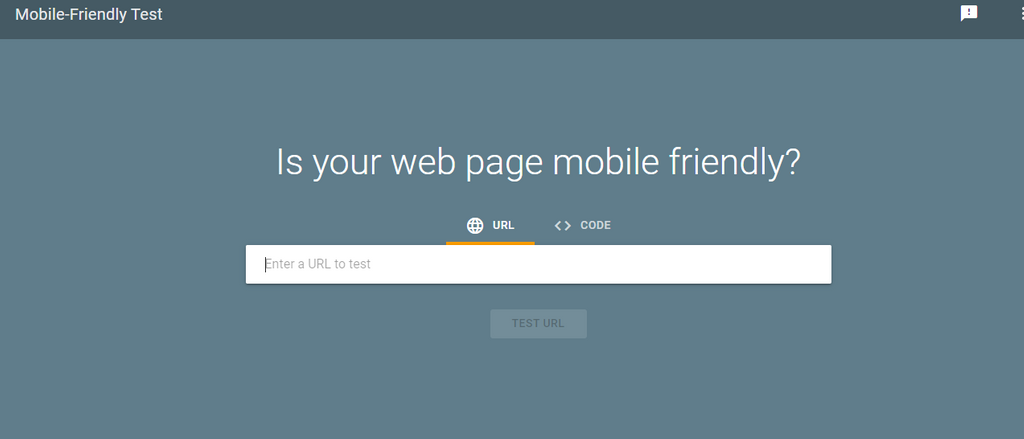 Mobile-Friendly Test
Is your web page mobile friendly?
URL
CODE
Enter a URL to test
TEST URL